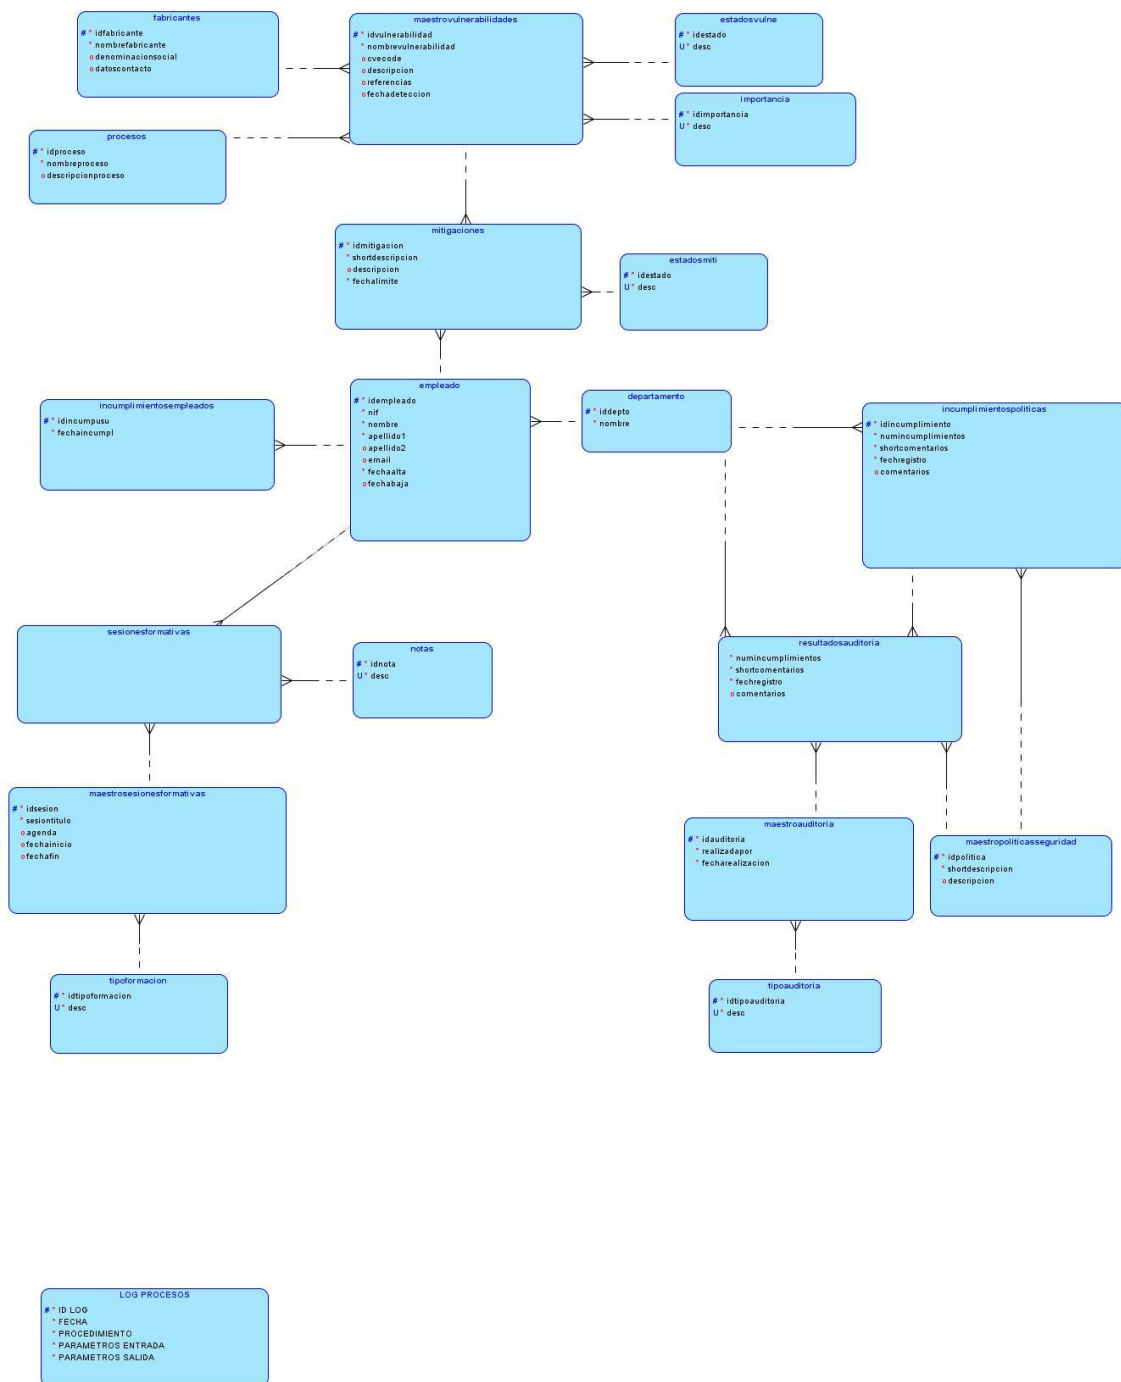 fabricantes
# * idfabricante
* nombrefabricante
o denominacionsocial
o datoscontacto
maestrovulnerabilidades
# * idvulnerabilidad
* nombrevulnerabilidad
o cvecode
o descripcion
o referencias
o fechadeteccion
estadosvulne
# * idestado
U * desc
importancia
# * idimportancia
U * desc
procesos
# * idproceso
* nombreproceso
o descripcionproceso
mitigaciones
# * idmitigacion
* shortdescripcion
o descripcion
* fechalimite
estadosmiti
# * idestado
U * desc
empleado
# * idempleado
* nif
* nombre
* apellido1
o apellido2
o email
* fechaalta
o fechabaja
departamento
# * iddepto
* nombre
incumplimientosempleados
# * idincumpusu
* fechaincumpl
incumplimientospoliticas
# * idincumplimiento
* numincumplimientos
* shortcomentarios
* fechregistro
o comentarios
sesionesformativas
notas
# * idnota
U * desc
resultadosauditoria
* numincumplimientos
* shortcomentarios
* fechregistro
o comentarios
maestrosesionesformativas
# * idsesion
* sesiontitulo
o agenda
o fechainicio
o fechafin
maestroauditoria
# * idauditoria
* realizadapor
* fecharealizacion
maestropoliticasseguridad
# * idpolitica
* shortdescripcion
o descripcion
tipoformacion
# * idtipoformacion
U * desc
tipoauditoria
# * idtipoauditoria
U * desc
LOG PROCESOS
# * ID LOG
* FECHA
* PROCEDIMIENTO
* PARAMETROS ENTRADA
* PARAMETROS SALIDA